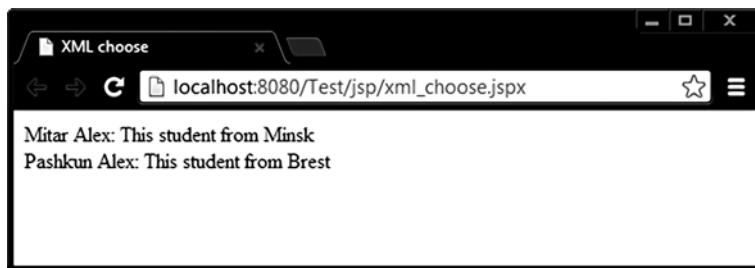 XML choose
localhost:8080/Test/jsp/xml_choose.jspx
Mitar Alex: This student from Minsk
Pashkun Alex: This student from Brest